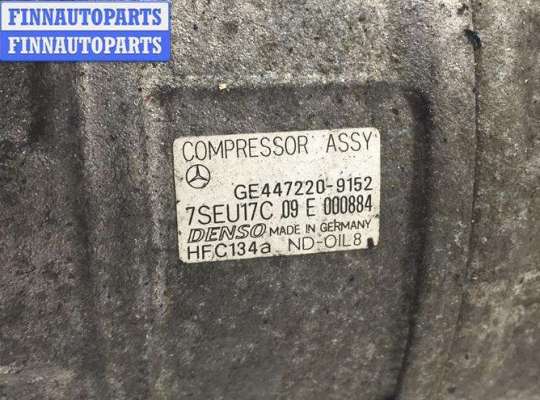 FINNAUTOPARTS
FINNAUTOPARTS
COMPRESSOR ASSY
GE447220-9152
7SEU17C 09 E 000884
DENSO MADE IN GERMANY
HFC134a ND-OIL8